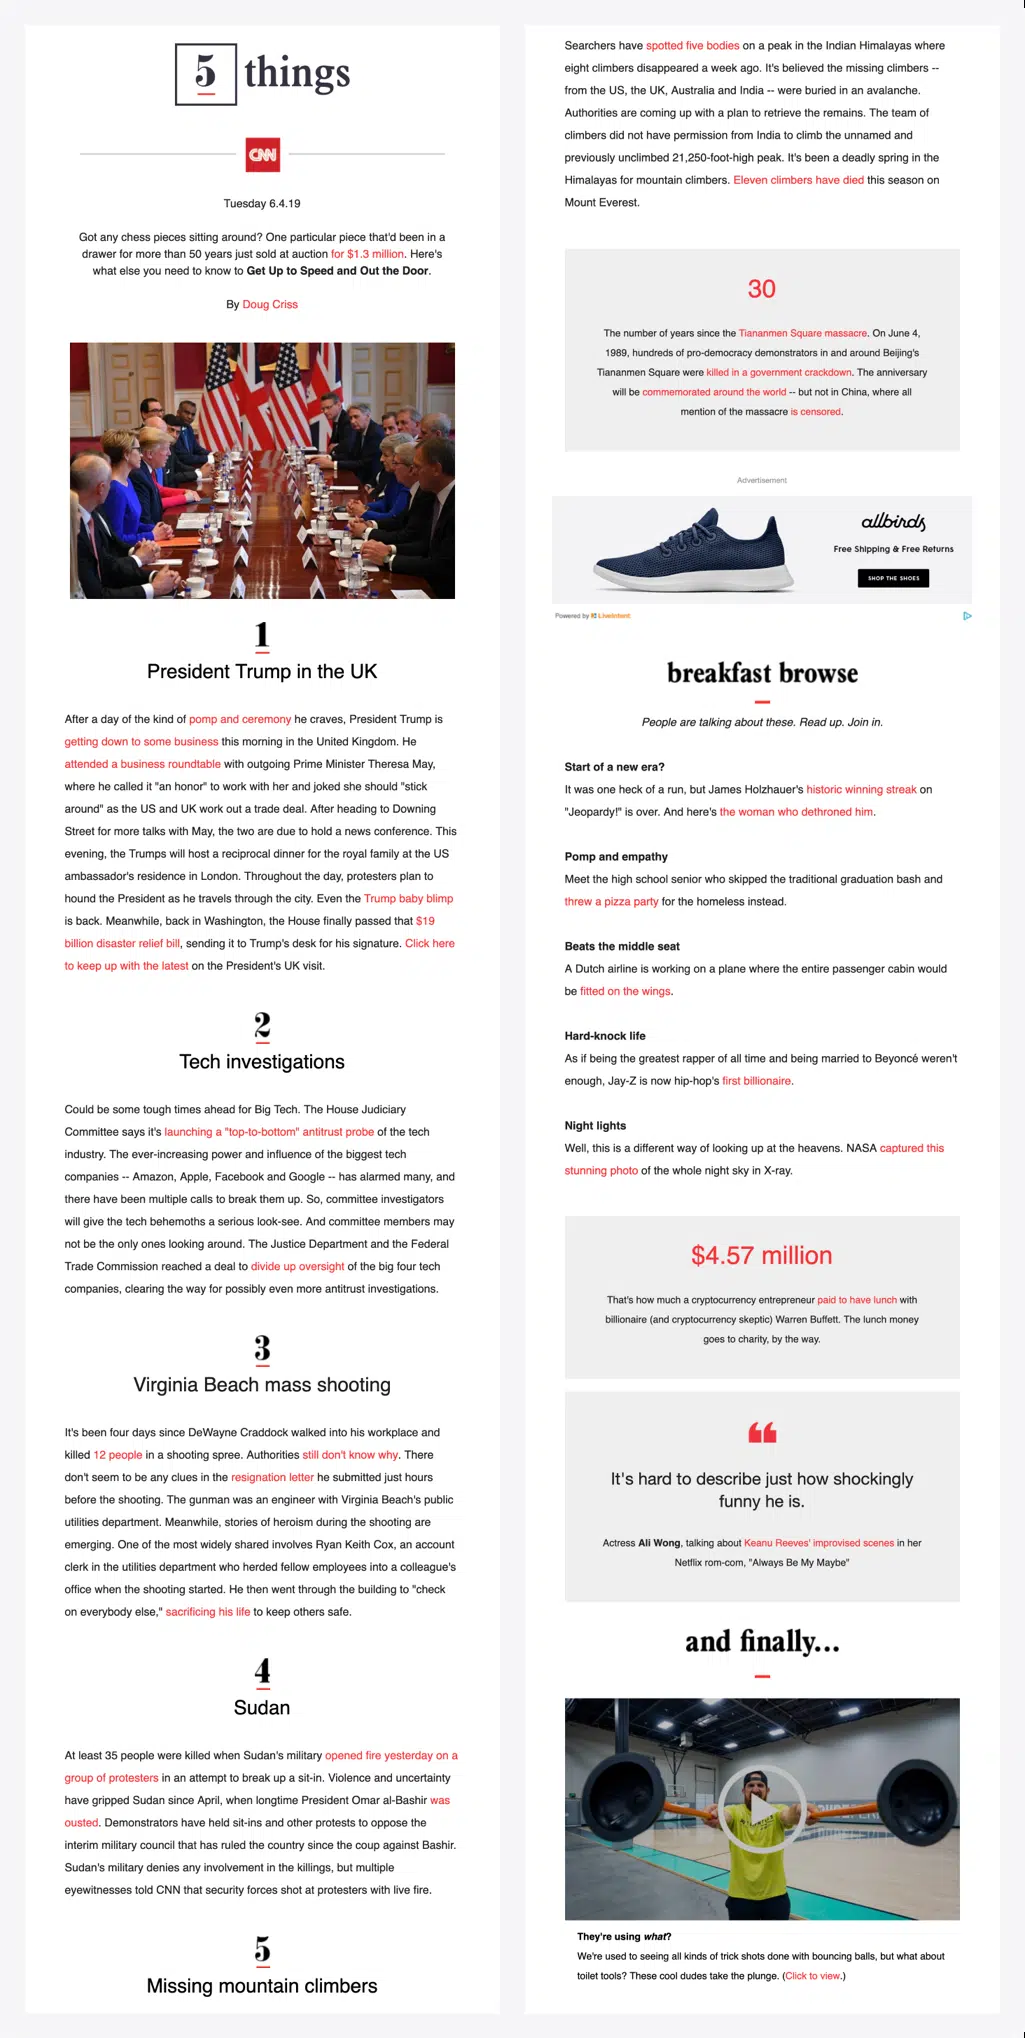 5 things
CNN
Tuesday 6.4.19
Got any chess pieces sitting around? One particular piece that'd been in a
drawer for more than 50 years just sold at auction for $1.3 million. Here's
what else you need to know to Get Up to Speed and Out the Door.
By Doug Criss
1
President Trump in the UK
After a day of the kind of pomp and ceremony he craves, President Trump is
getting down to some business this morning in the United Kingdom. He
attended a business roundtable with outgoing Prime Minister Theresa May,
where he called it "an honor" to work with her and joked she should "stick
around" as the US and UK work out a trade deal. After heading to Downing
Street for more talks with May, the two are due to hold a news conference. This
evening, the Trumps will host a reciprocal dinner for the royal family at the US
ambassador's residence in London. Throughout the day, protesters plan to
hound the President as he travels through the city. Even the Trump baby blimp
is back. Meanwhile, back in Washington, the House finally passed that $19
billion disaster relief bill, sending it to Trump's desk for his signature. Click here
to keep up with the latest on the President's UK visit.
2
Tech investigations
Could be some tough times ahead for Big Tech. The House Judiciary
Committee says it's launching a "top-to-bottom" antitrust probe of the tech
industry. The ever-increasing power and influence of the biggest tech
companies -- Amazon, Apple, Facebook and Google -- has alarmed many, and
there have been multiple calls to break them up. So, committee investigators
will give the tech behemoths a serious look-see. And committee members may
not be the only ones looking around. The Justice Department and the Federal
Trade Commission reached a deal to divide up oversight of the big four tech
companies, clearing the way for possibly even more antitrust investigations.
3
Virginia Beach mass shooting
It's been four days since DeWayne Craddock walked into his workplace and
killed 12 people in a shooting spree. Authorities still don't know why. There
don't seem to be any clues in the resignation letter he submitted just hours
before the shooting. The gunman was an engineer with Virginia Beach's public
utilities department. Meanwhile, stories of heroism during the shooting are
emerging. One of the most widely shared involves Ryan Keith Cox, an account
clerk in the utilities department who herded fellow employees into a colleague's
office when the shooting started. He then went through the building to "check
on everybody else," sacrificing his life to keep others safe.
4
Sudan
At least 35 people were killed when Sudan's military opened fire yesterday on a
group of protesters in an attempt to break up a sit-in. Violence and uncertainty
have gripped Sudan since April, when longtime President Omar al-Bashir was
ousted. Demonstrators have held sit-ins and other protests to oppose the
interim military council that has ruled the country since the coup against Bashir.
Sudan's military denies any involvement in the killings, but multiple
eyewitnesses told CNN that security forces shot at protesters with live fire.
5
Missing mountain climbers
Searchers have spotted five bodies on a peak in the Indian Himalayas where
eight climbers disappeared a week ago. It's believed the missing climbers --
from the US, the UK, Australia and India -- were buried in an avalanche.
Authorities are coming up with a plan to retrieve the remains. The team of
climbers did not have permission from India to climb the unnamed and
previously unclimbed 21,250-foot-high peak. It's been a deadly spring in the
Himalayas for mountain climbers. Eleven climbers have died this season on
Mount Everest.
30
The number of years since the Tiananmen Square massacre. On June 4,
1989, hundreds of pro-democracy demonstrators in and around Beijing's
Tiananmen Square were killed in a government crackdown. The anniversary
will be commemorated around the world -- but not in China, where all
mention of the massacre is censored.
Advertisement
allbirds
Free Shipping & Free Returns
SHOP THE SHOES
Powered by LiveIntent
breakfast browse
People are talking about these. Read up. Join in.
Start of a new era?
It was one heck of a run, but James Holzhauer's historic winning streak on
"Jeopardy!" is over. And here's the woman who dethroned him.
Pomp and empathy
Meet the high school senior who skipped the traditional graduation bash and
threw a pizza party for the homeless instead.
Beats the middle seat
A Dutch airline is working on a plane where the entire passenger cabin would
be fitted on the wings.
Hard-knock life
As if being the greatest rapper of all time and being married to Beyoncé weren't
enough, Jay-Z is now hip-hop's first billionaire.
Night lights
Well, this is a different way of looking up at the heavens. NASA captured this
stunning photo of the whole night sky in X-ray.
$4.57 million
That's how much a cryptocurrency entrepreneur paid to have lunch with
billionaire (and cryptocurrency skeptic) Warren Buffett. The lunch money
goes to charity, by the way.
It's hard to describe just how shockingly
funny he is.
Actress Ali Wong, talking about Keanu Reeves' improvised scenes in her
Netflix rom-com, "Always Be My Maybe"
and finally...
They're using what?
We're used to seeing all kinds of trick shots done with bouncing balls, but what about
toilet tools? These cool dudes take the plunge. (Click to view.)